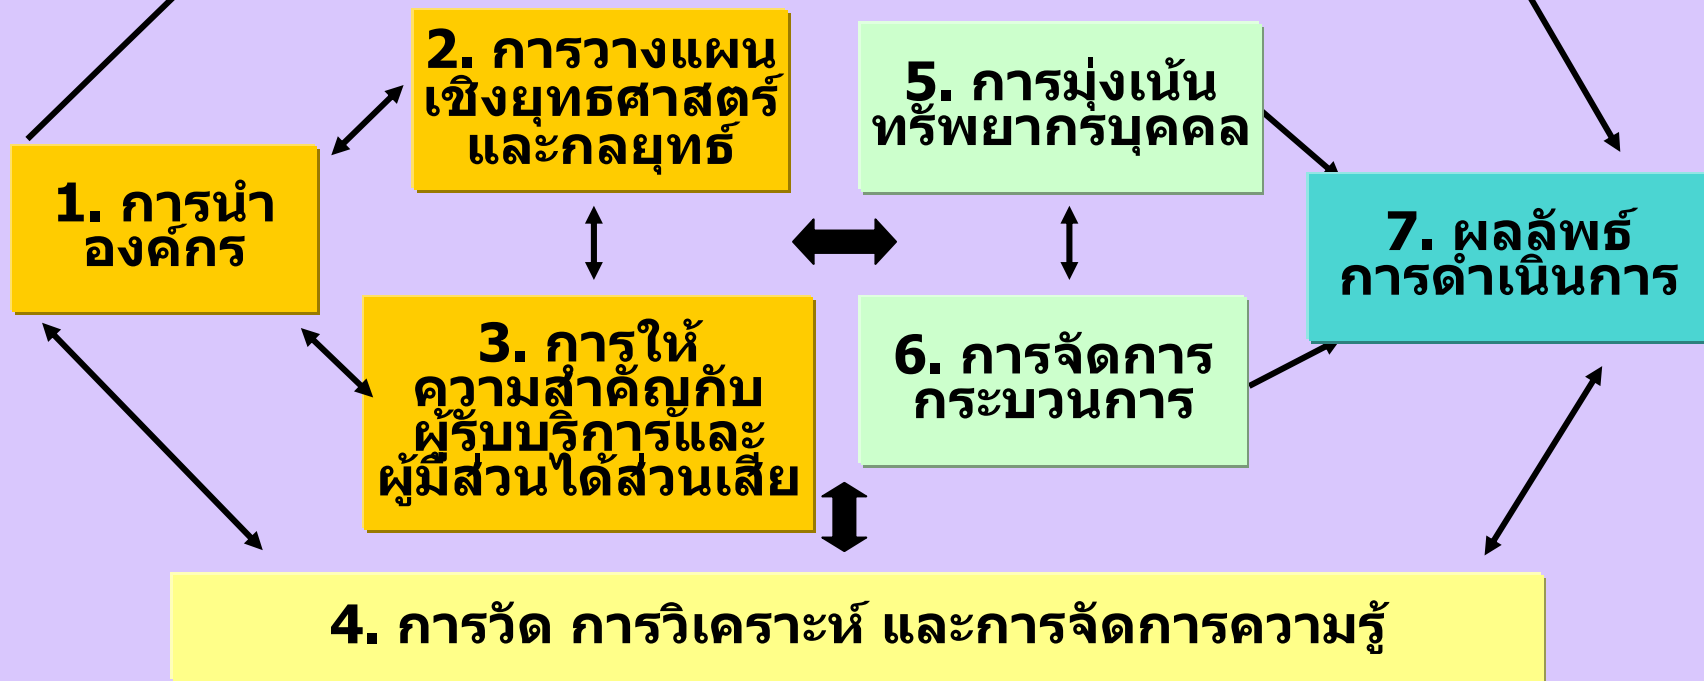 1. การนำ
องค์กร
2. การวางแผน
เชิงยุทธศาสตร์
และกลยุทธ์
3. การให้
ความสำคัญกับ
ผู้รับบริการและ
ผู้มีส่วนได้ส่วนเสีย
5. การมุ่งเน้น
ทรัพยากรบุคคล
6. การจัดการ
กระบวนการ
7. ผลลัพธ์
การดำเนินการ
4. การวัด การวิเคราะห์ และการจัดการความรู้